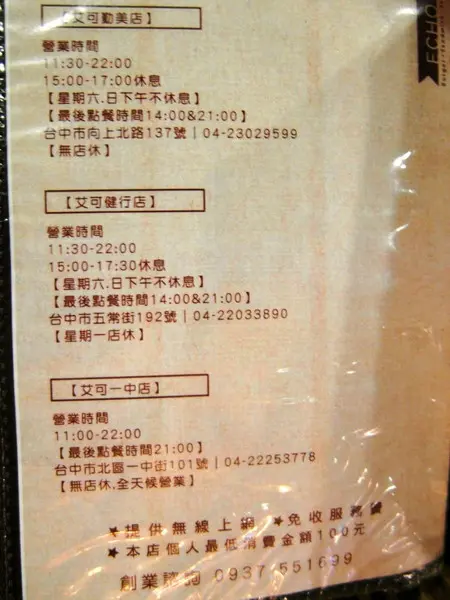 【艾可勤美店】
營業時間
11:30-22:00
15:00-17:00休息
【星期六.日下午不休息】
【最後點餐時間14:00&21:00】
台中市向上北路137號|04-23029599
【無店休】
【艾可健行店】
營業時間
11:30-22:00
15:00-17:30休息
【星期六.日下午不休息】
【最後點餐時間14:00&21:00】
台中市五常街192號|04-22033890
【星期一店休】
【艾可一中店】
營業時間
11:00-22:00
【最後點餐時間21:00】
台中市北區一中街101號|04-22253778
【無店休.全天候營業】
★提供無線上網 ★免收服務費
★本店個人最低消費金額100元
創業諮詢 0937-551699
ECHO